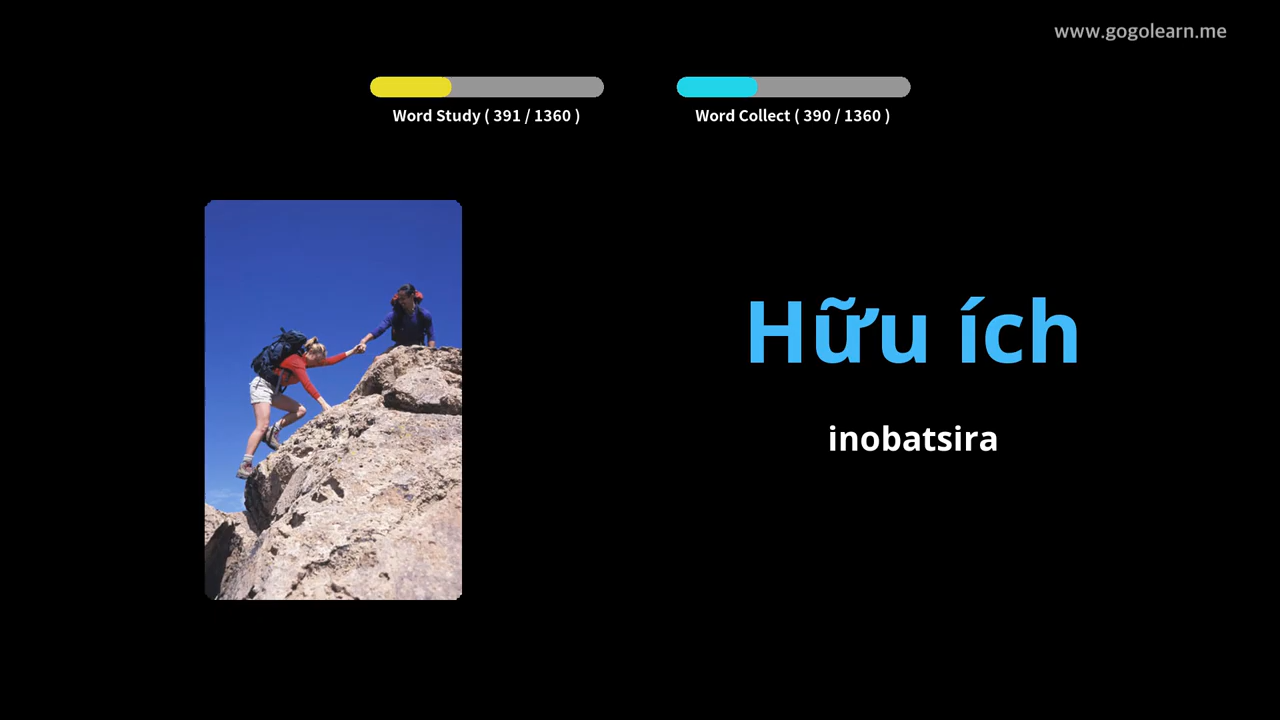 www.gogolearn.me
Word Study ( 391 / 1360 )
Word Collect ( 390 / 1360 )
Hữu ích
inobatsira